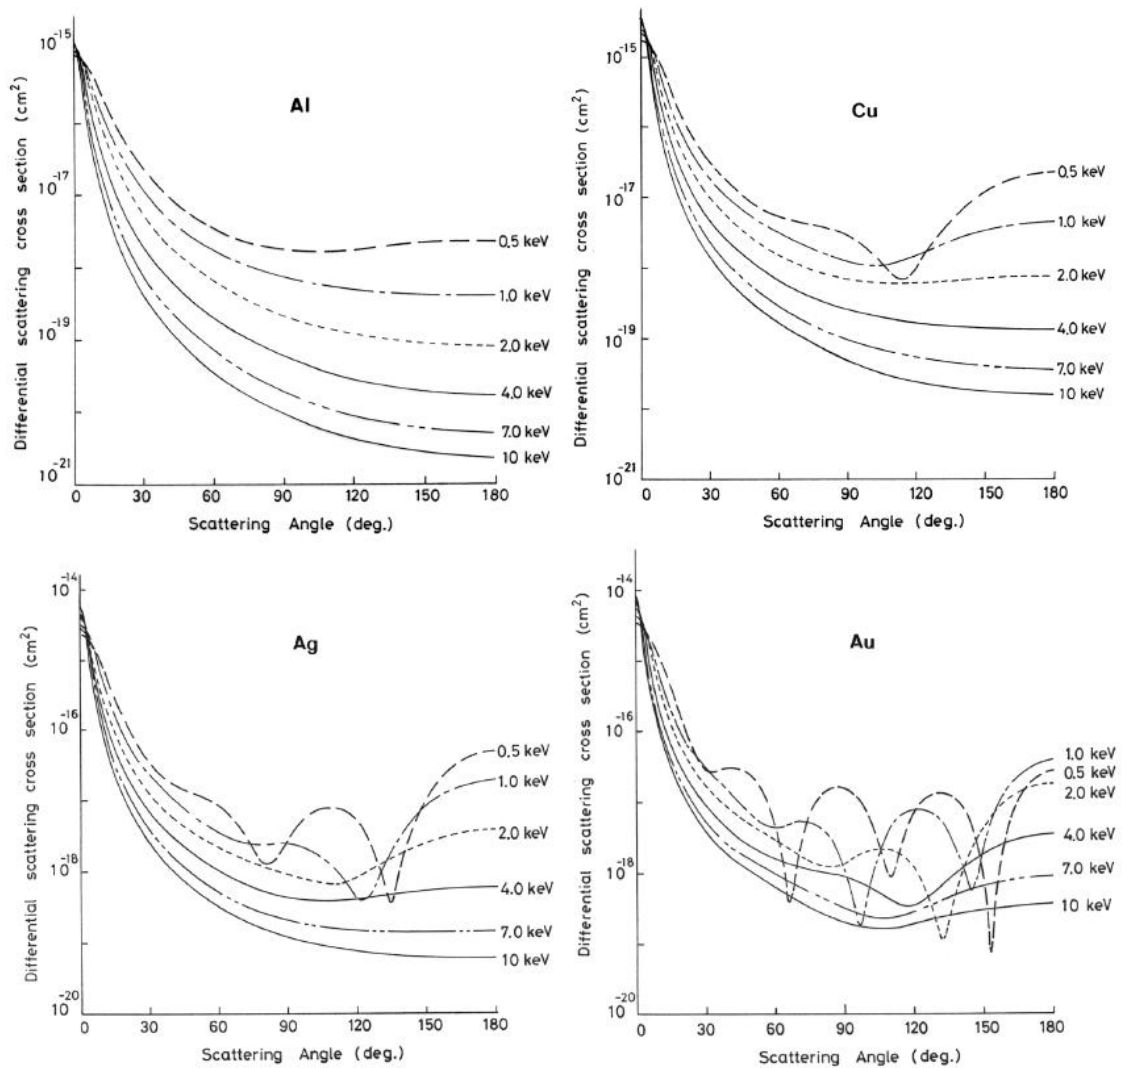 Al
Differential scattering cross section (cm²)
10⁻¹⁵
10⁻¹⁷
10⁻¹⁹
10⁻²¹
0.5 keV
1.0 keV
2.0 keV
4.0 keV
7.0 keV
10 keV
0 30 60 90 120 150 180
Scattering Angle (deg.)
Cu
Differential scattering cross section (cm²)
10⁻¹⁵
10⁻¹⁷
10⁻¹⁹
10⁻²¹
0.5 keV
1.0 keV
2.0 keV
4.0 keV
7.0 keV
10 keV
0 30 60 90 120 150 180
Scattering Angle (deg.)
Ag
Differential scattering cross section (cm²)
10⁻¹⁴
10⁻¹⁶
10⁻¹⁸
10⁻²⁰
0.5 keV
1.0 keV
2.0 keV
4.0 keV
7.0 keV
10 keV
0 30 60 90 120 150 180
Scattering Angle (deg.)
Au
Differential scattering cross section (cm²)
10⁻¹⁴
10⁻¹⁶
10⁻¹⁸
10⁻²⁰
1.0 keV
0.5 keV
2.0 keV
4.0 keV
7.0 keV
10 keV
0 30 60 90 120 150 180
Scattering Angle (deg.)